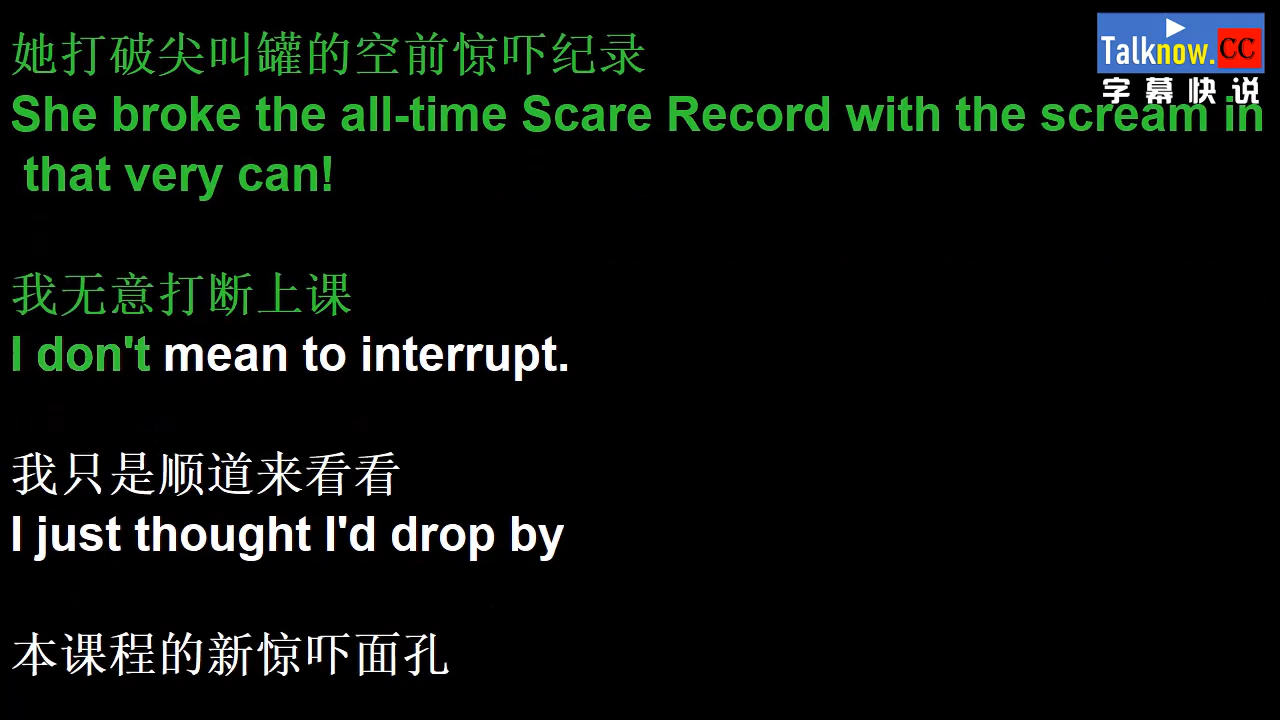 她打破尖叫罐的空前惊吓纪录
She broke the all-time Scare Record with the scream in
that very can!
我无意打断上课
I don't mean to interrupt.
我只是顺道来看看
I just thought I'd drop by
本课程的新惊吓面孔
Talknow.CC
字幕快说